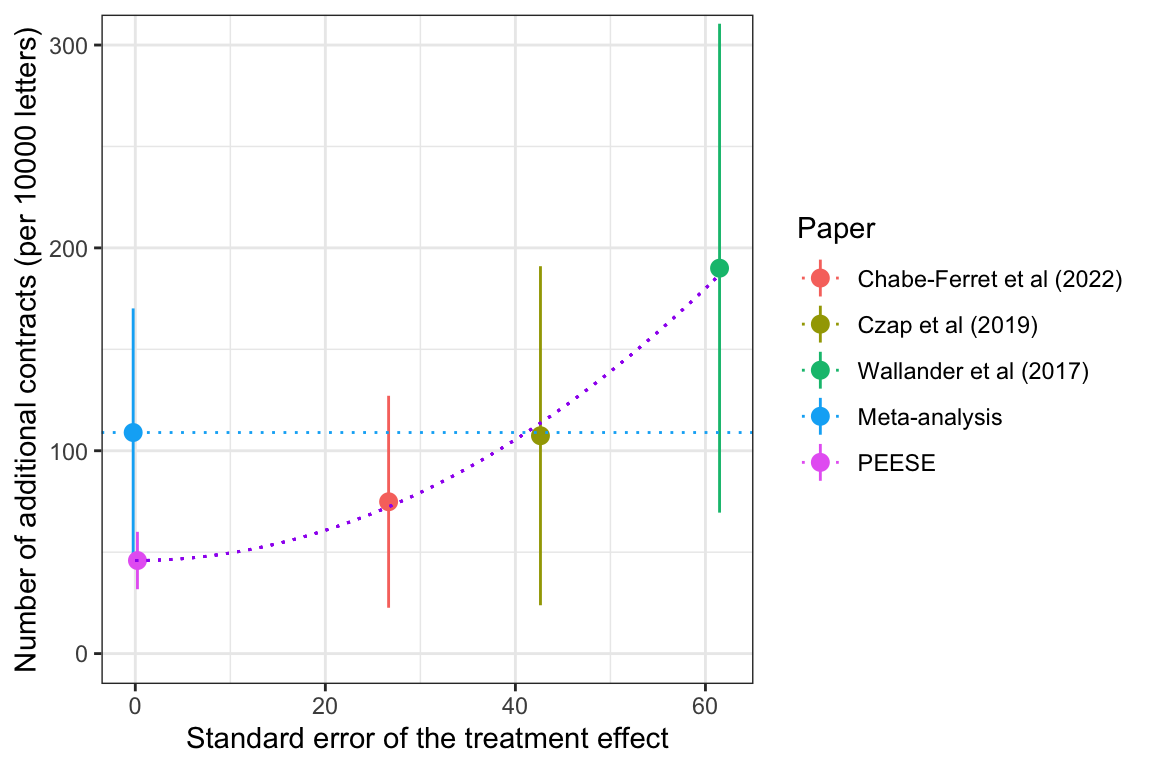 Number of additional contracts (per 10000 letters)
300
200
100
0
0 20 40 60
Standard error of the treatment effect
Paper
Chabe-Ferret et al (2022)
Czap et al (2019)
Wallander et al (2017)
Meta-analysis
PEESE